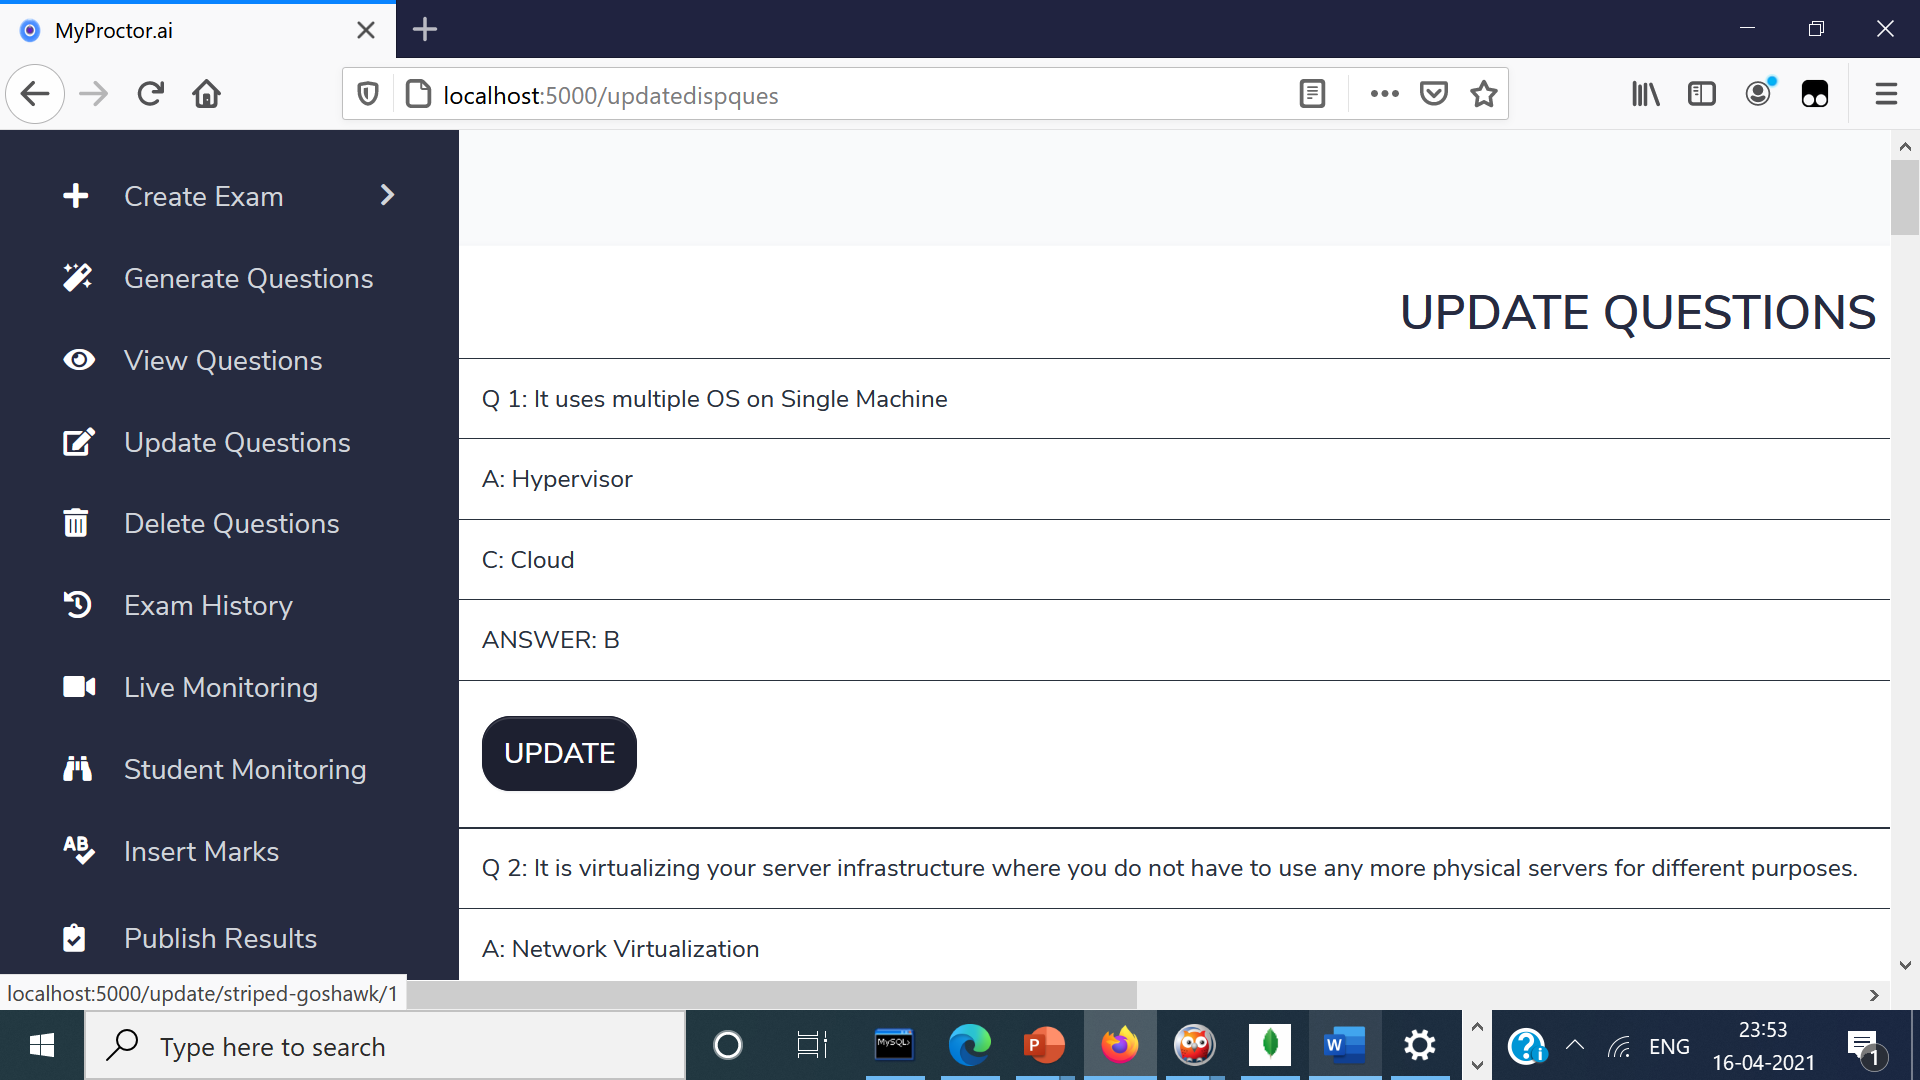 MyProctor.ai
localhost:5000/updatedispques
Create Exam
Generate Questions
View Questions
Update Questions
Delete Questions
Exam History
Live Monitoring
Student Monitoring
AB
Insert Marks
Publish Results
UPDATE QUESTIONS
Q 1: It uses multiple OS on Single Machine
A: Hypervisor
C: Cloud
ANSWER: B
UPDATE
Q 2: It is virtualizing your server infrastructure where you do not have to use any more physical servers for different purposes.
A: Network Virtualization
localhost:5000/update/striped-goshawk/1
Type here to search
MySQL>
P
W
?
i
ENG
23:53
16-04-2021
1